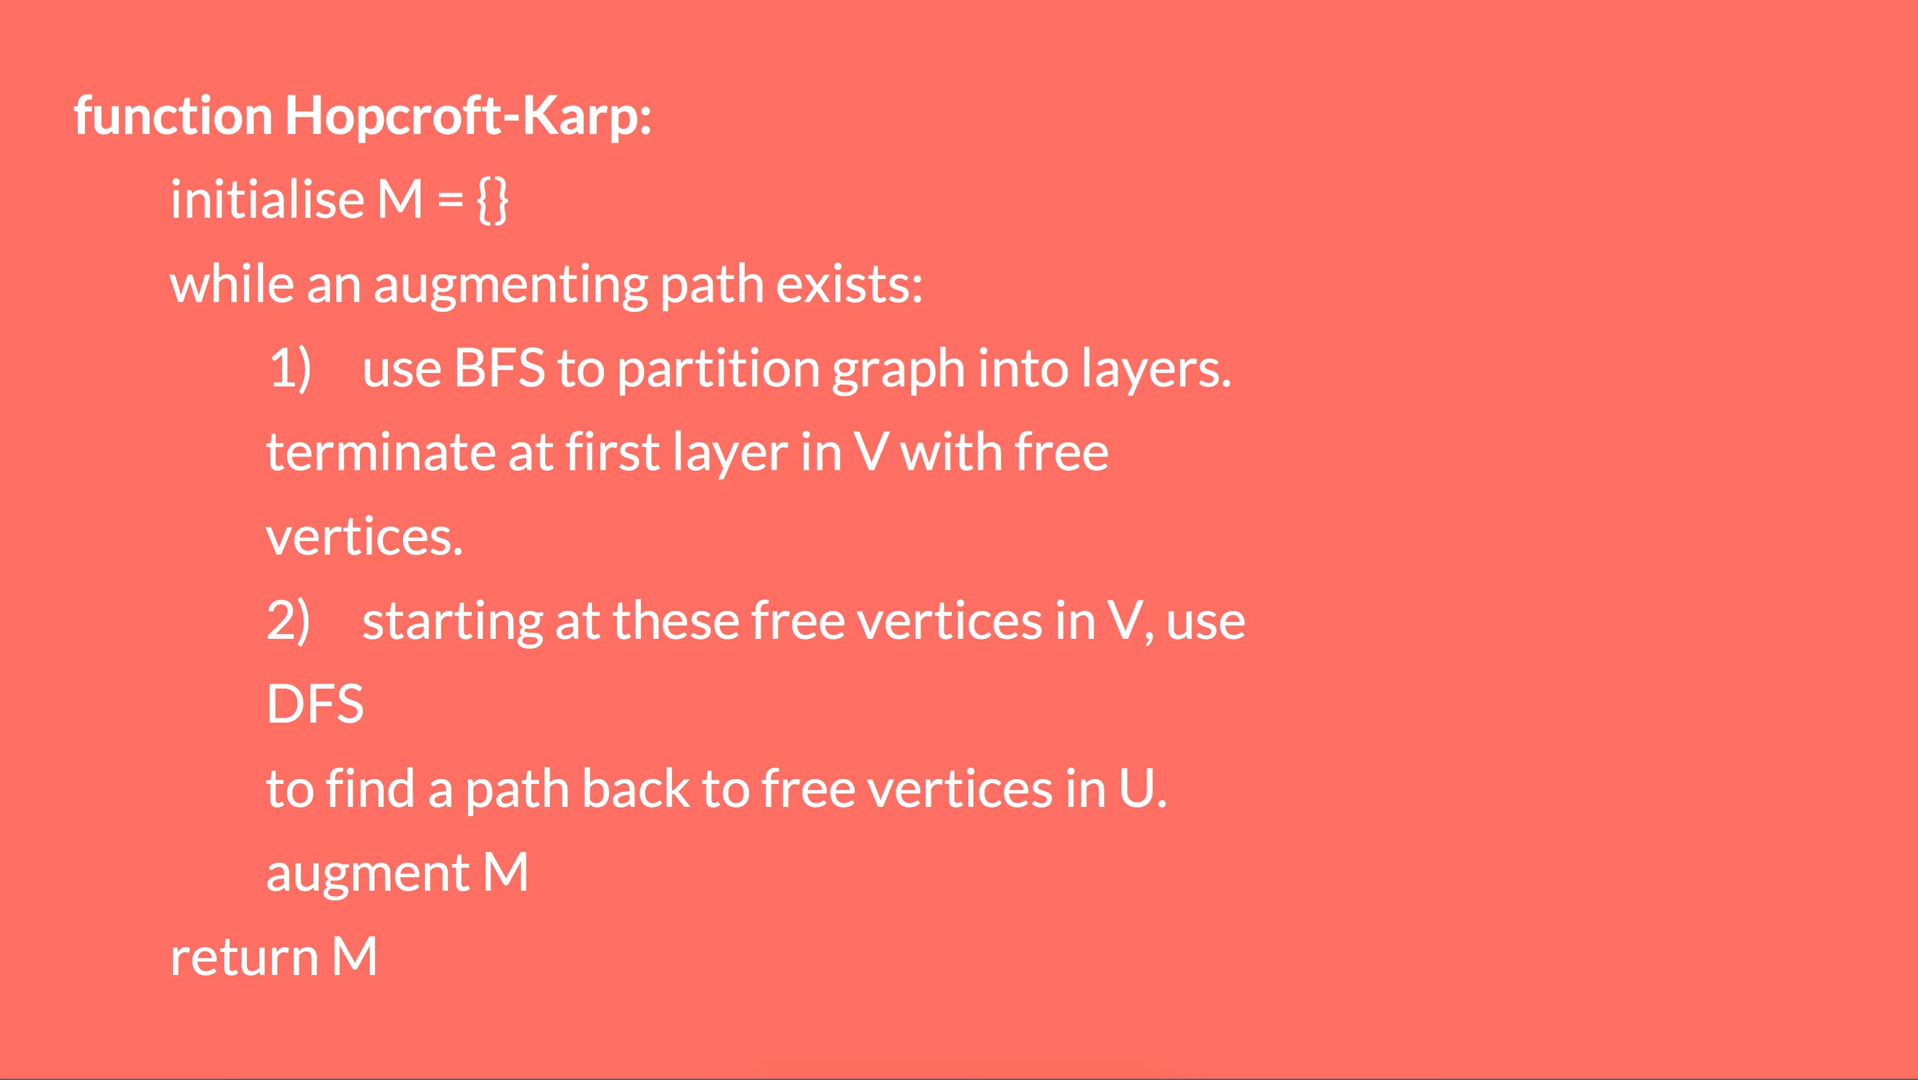 function Hopcroft-Karp:
initialise M = {}
while an augmenting path exists:
1) use BFS to partition graph into layers.
terminate at first layer in V with free
vertices.
2) starting at these free vertices in V, use
DFS
to find a path back to free vertices in U.
augment M
return M